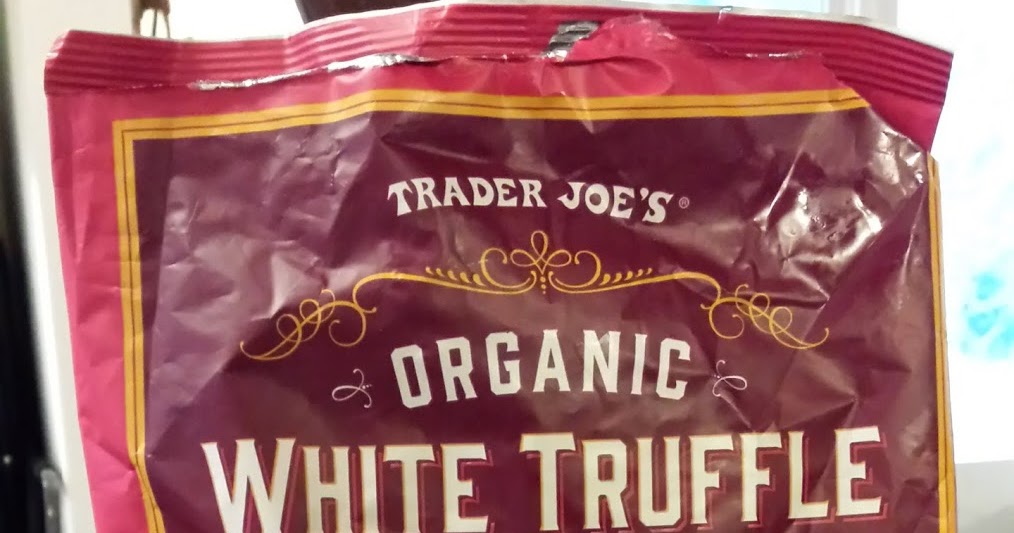 TRADER JOE'S®
ORGANIC
WHITE TRUFFLE